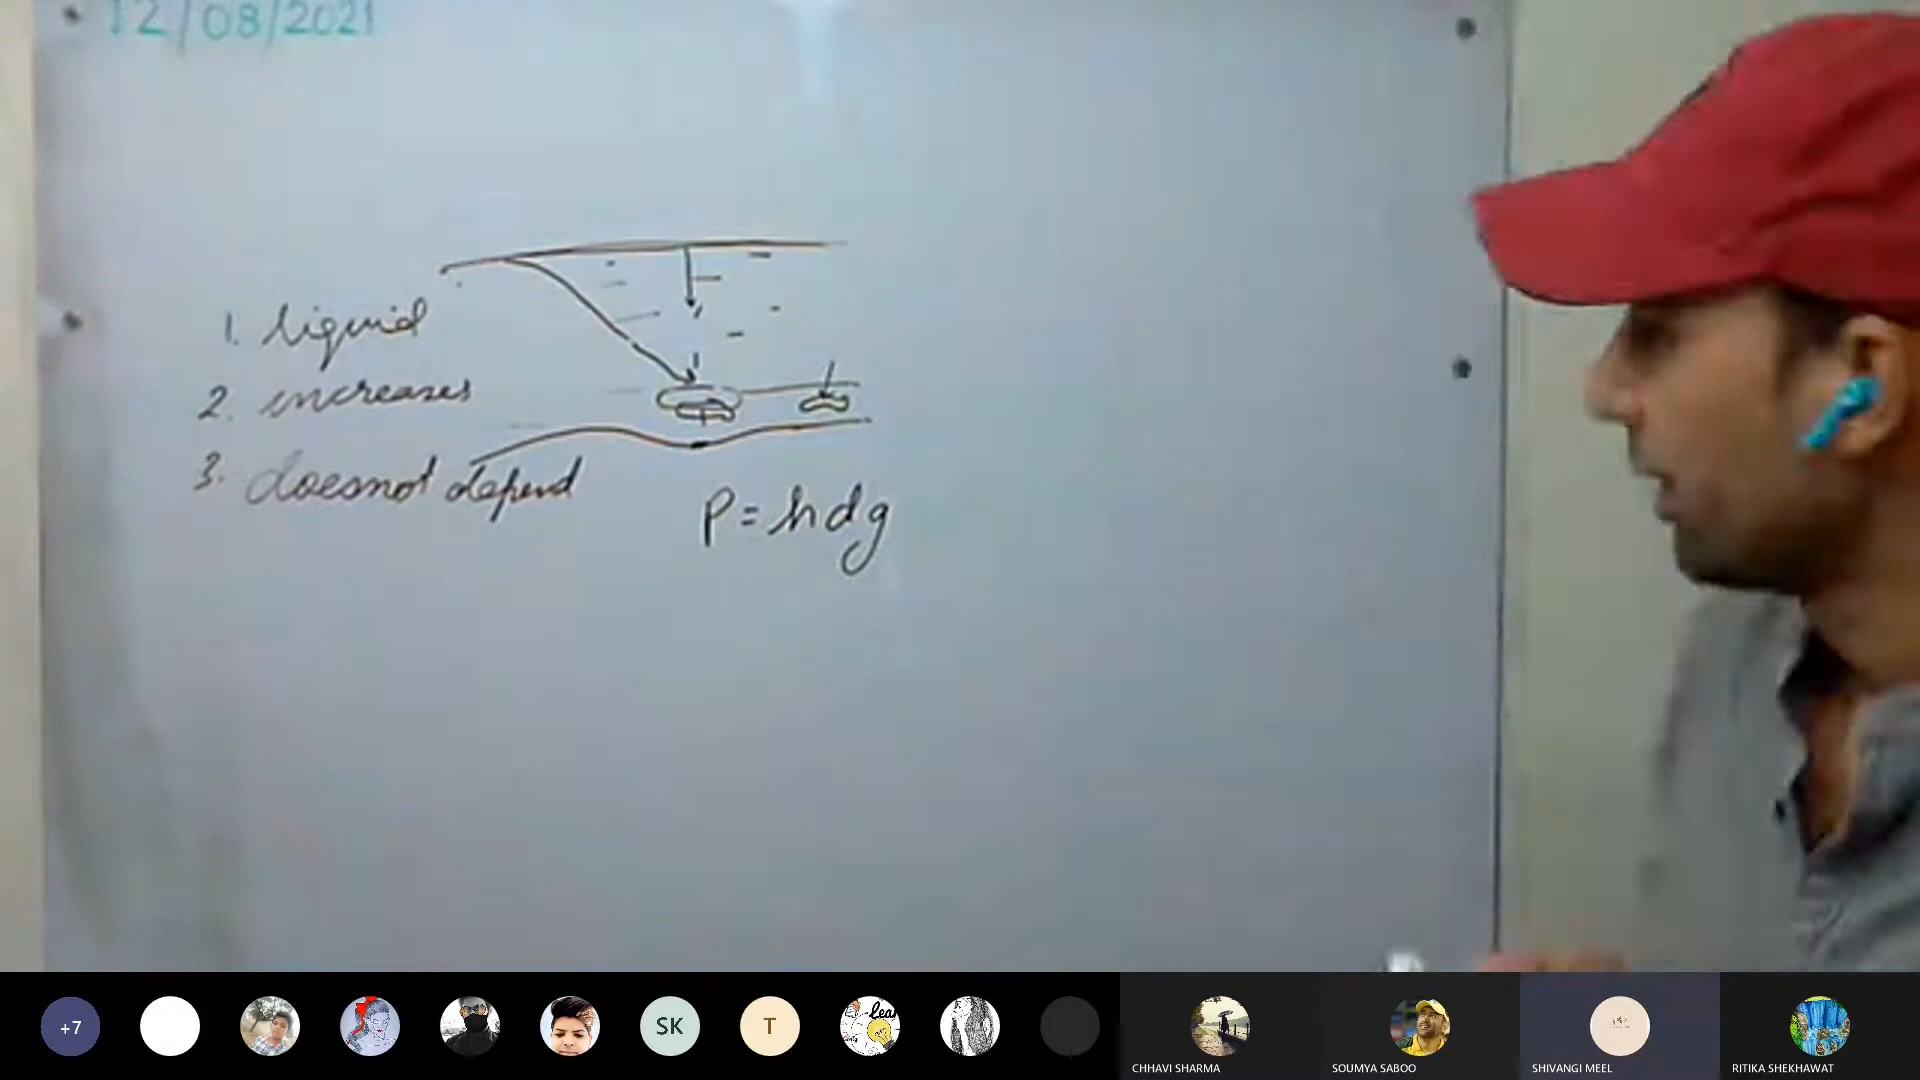 12/08/2021
1. liquid
2. increases
3. doesnot depend
P = hdg
+7
SK
T
lea
CHHAVI SHARMA
SOUMYA SABOO
SHIVANGI MEEL
RITIKA SHEKHAWAT